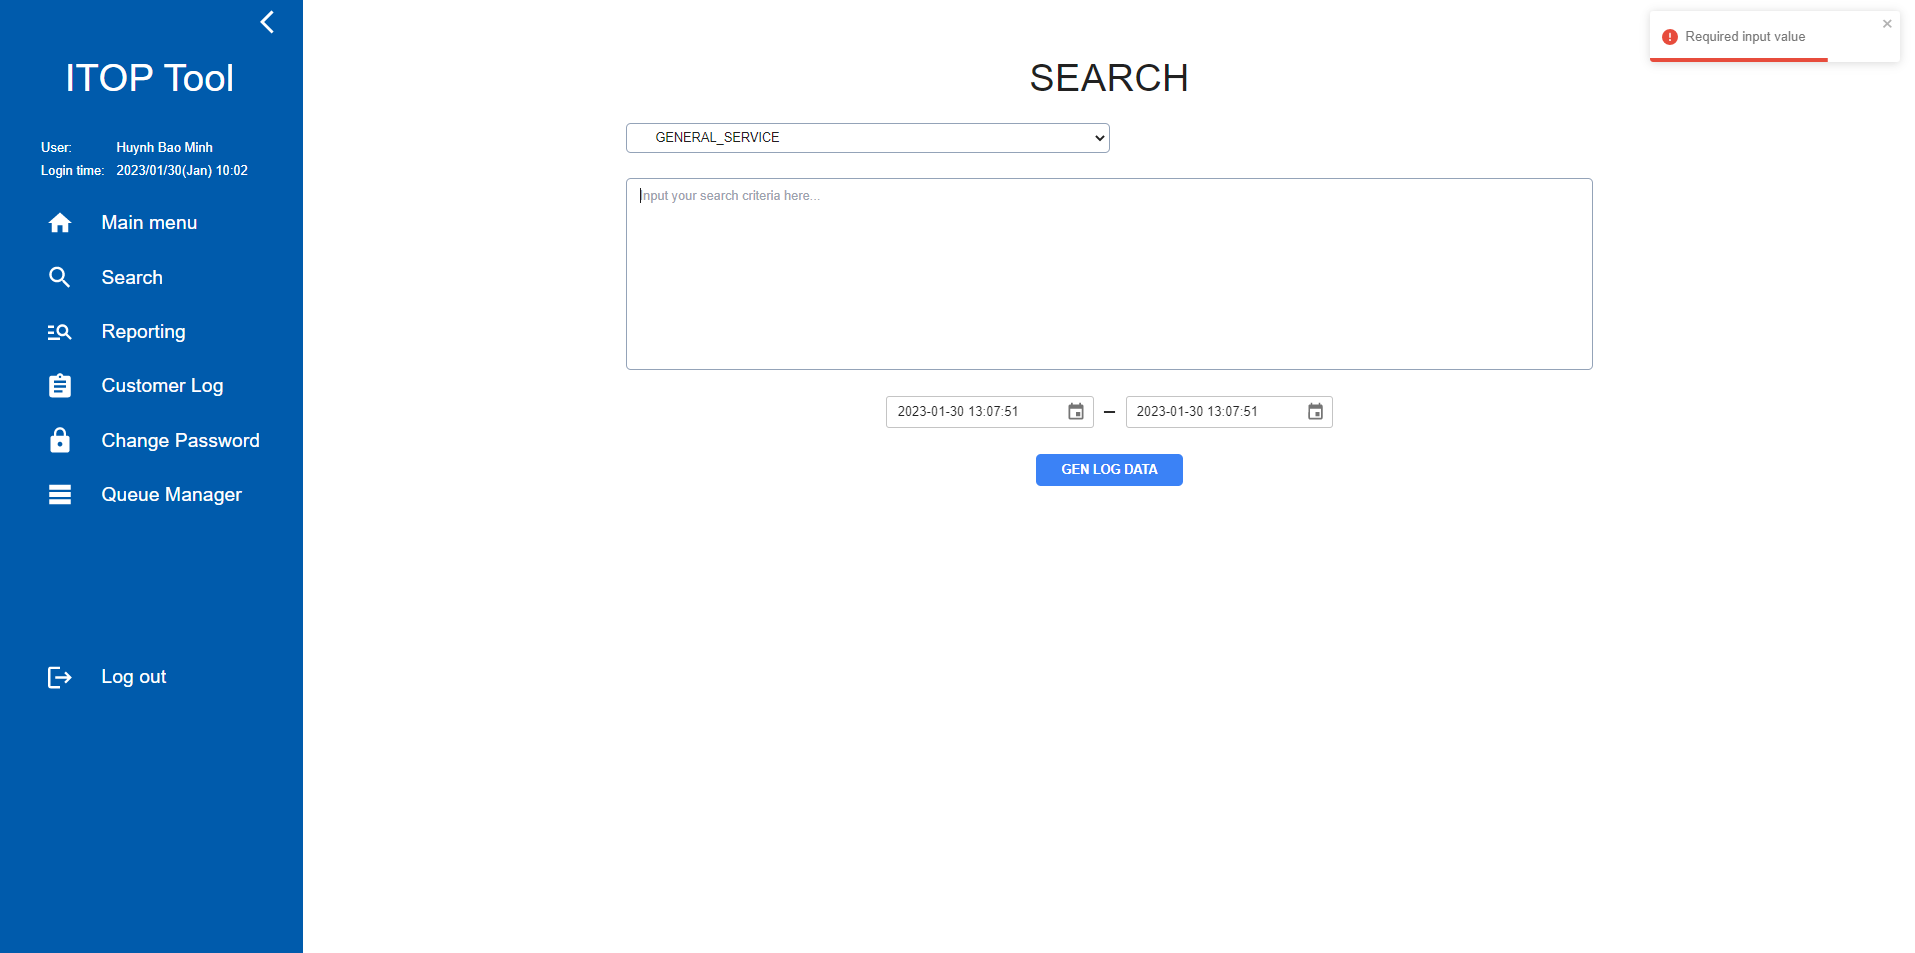 ITOP Tool
User: Huynh Bao Minh
Login time: 2023/01/30(Jan) 10:02
Main menu
Search
Reporting
Customer Log
Change Password
Queue Manager
Log out
SEARCH
GENERAL_SERVICE
Input your search criteria here...
2023-01-30 13:07:51 – 2023-01-30 13:07:51
GEN LOG DATA
Required input value